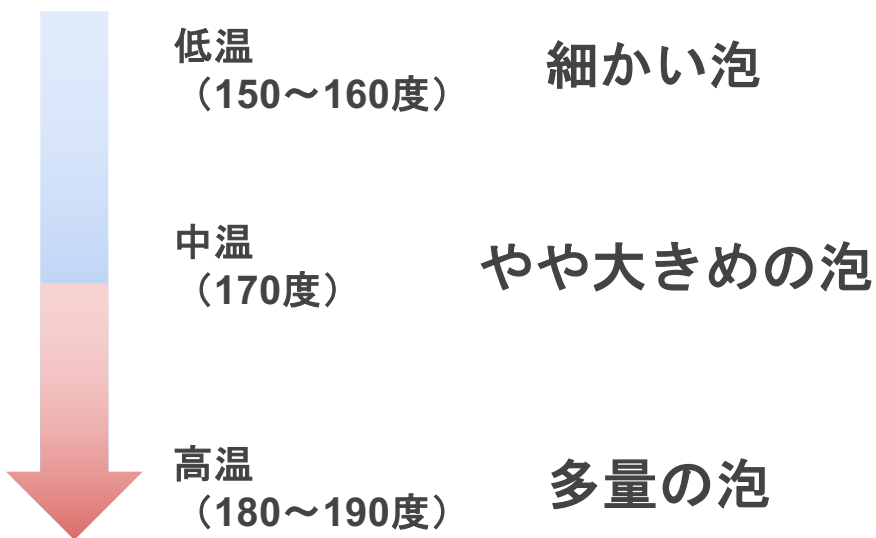 低温
（150～160度）
細かい泡
中温
（170度）
やや大きめの泡
高温
（180～190度）
多量の泡